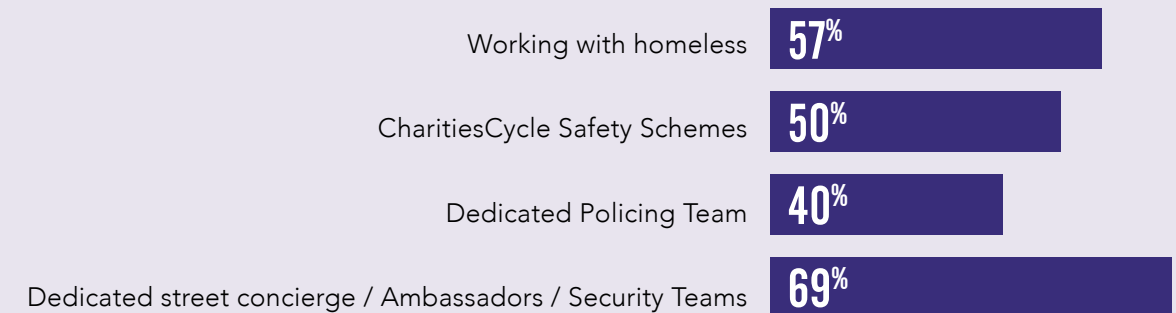 Working with homeless 57%
CharitiesCycle Safety Schemes 50%
Dedicated Policing Team 40%
Dedicated street concierge / Ambassadors / Security Teams 69%